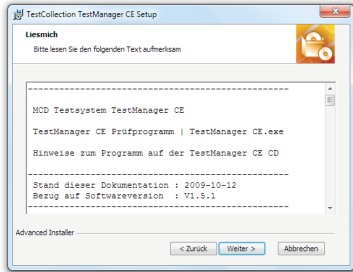 TestCollection TestManager CE Setup
Liesmich
Bitte lesen Sie den folgenden Text aufmerksam
------------------------------------------------
MCD Testsystem TestManager CE
TestManager CE Prüfprogramm | TestManager CE.exe
Hinweise zum Programm auf der TestManager CE CD
------------------------------------------------
Stand dieser Dokumentation : 2009-10-12
Bezug auf Softwareversion : V1.5.1
------------------------------------------------
Advanced Installer
< Zurück Weiter > Abbrechen